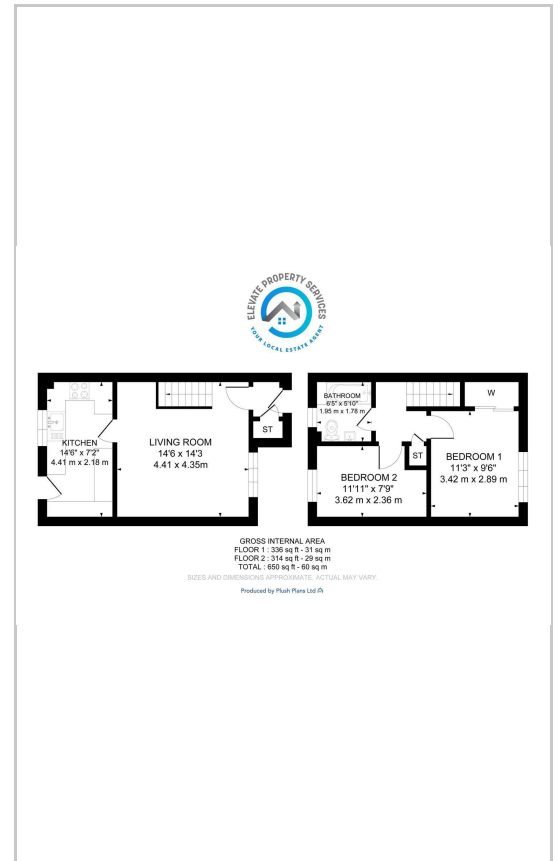 ELEVATE PROPERTY SERVICES
YOUR LOCAL ESTATE AGENT
KITCHEN
14'6" x 7'2"
4.41 m x 2.18 m
LIVING ROOM
14'6 x 14'3
4.41 x 4.35m
ST
BATHROOM
6'5" x 5'10"
1.95 m x 1.78 m
BEDROOM 2
11'11" x 7'9"
3.62 m x 2.36 m
ST
W
BEDROOM 1
11'3" x 9'6"
3.42 m x 2.89 m
GROSS INTERNAL AREA
FLOOR 1 : 336 sq ft - 31 sq m
FLOOR 2 : 314 sq ft - 29 sq m
TOTAL : 650 sq ft - 60 sq m
SIZES AND DIMENSIONS APPROXIMATE, ACTUAL MAY VARY.
Produced by Plush Plans Ltd